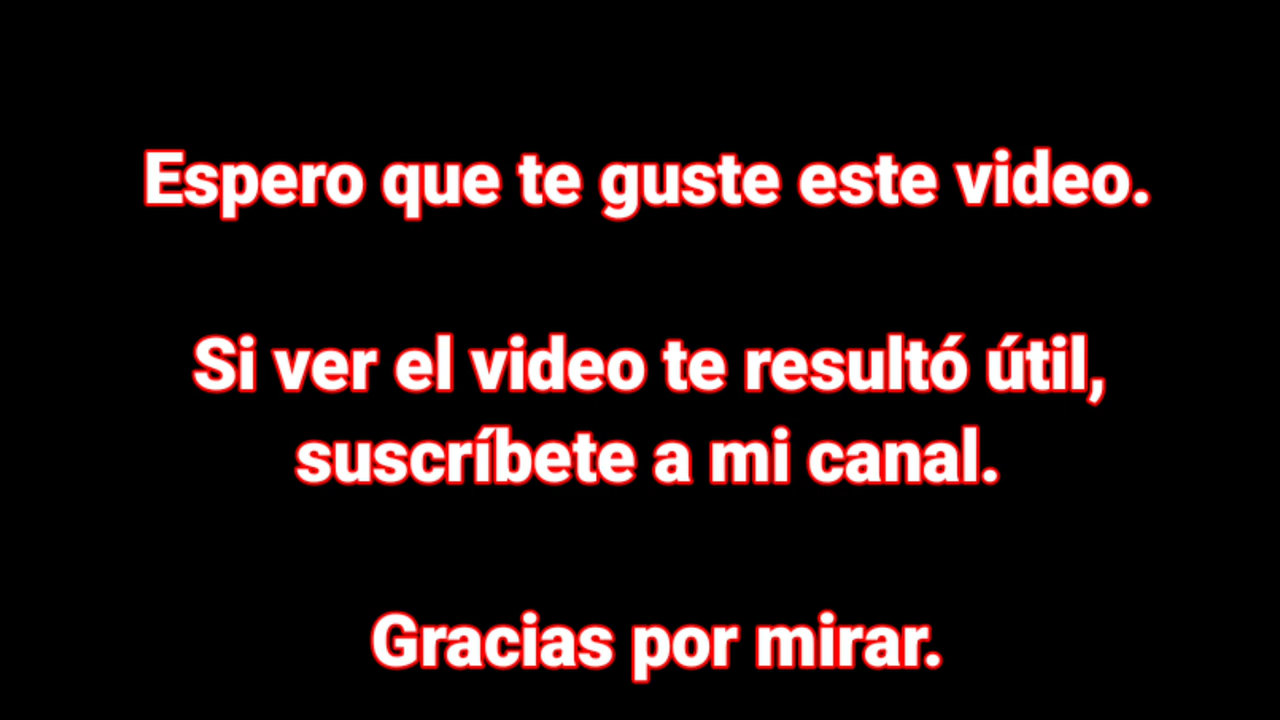 Espero que te guste este video.
Si ver el video te resultó útil,
suscríbete a mi canal.
Gracias por mirar.